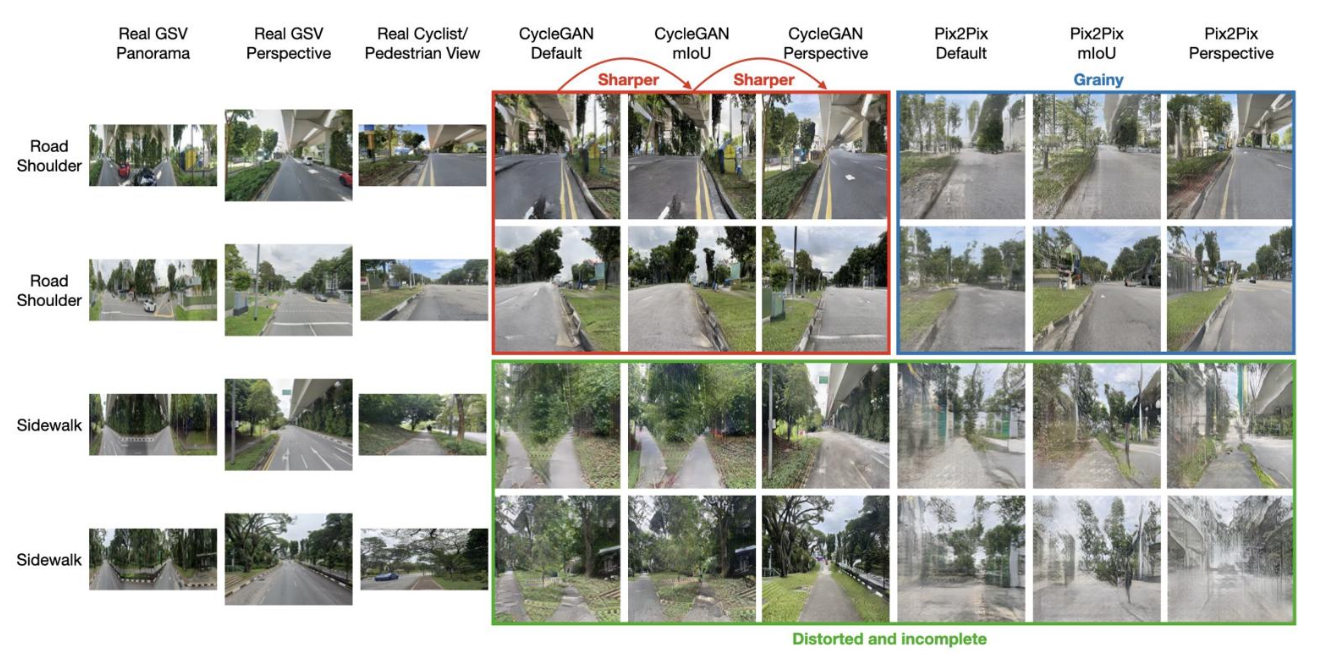 Real GSV
Panorama
Real GSV
Perspective
Real Cyclist/
Pedestrian View
CycleGAN
Default
CycleGAN
mIoU
CycleGAN
Perspective
Pix2Pix
Default
Pix2Pix
mIoU
Pix2Pix
Perspective
Sharper
Sharper
Grainy
Road
Shoulder
Road
Shoulder
Sidewalk
Sidewalk
Distorted and incomplete